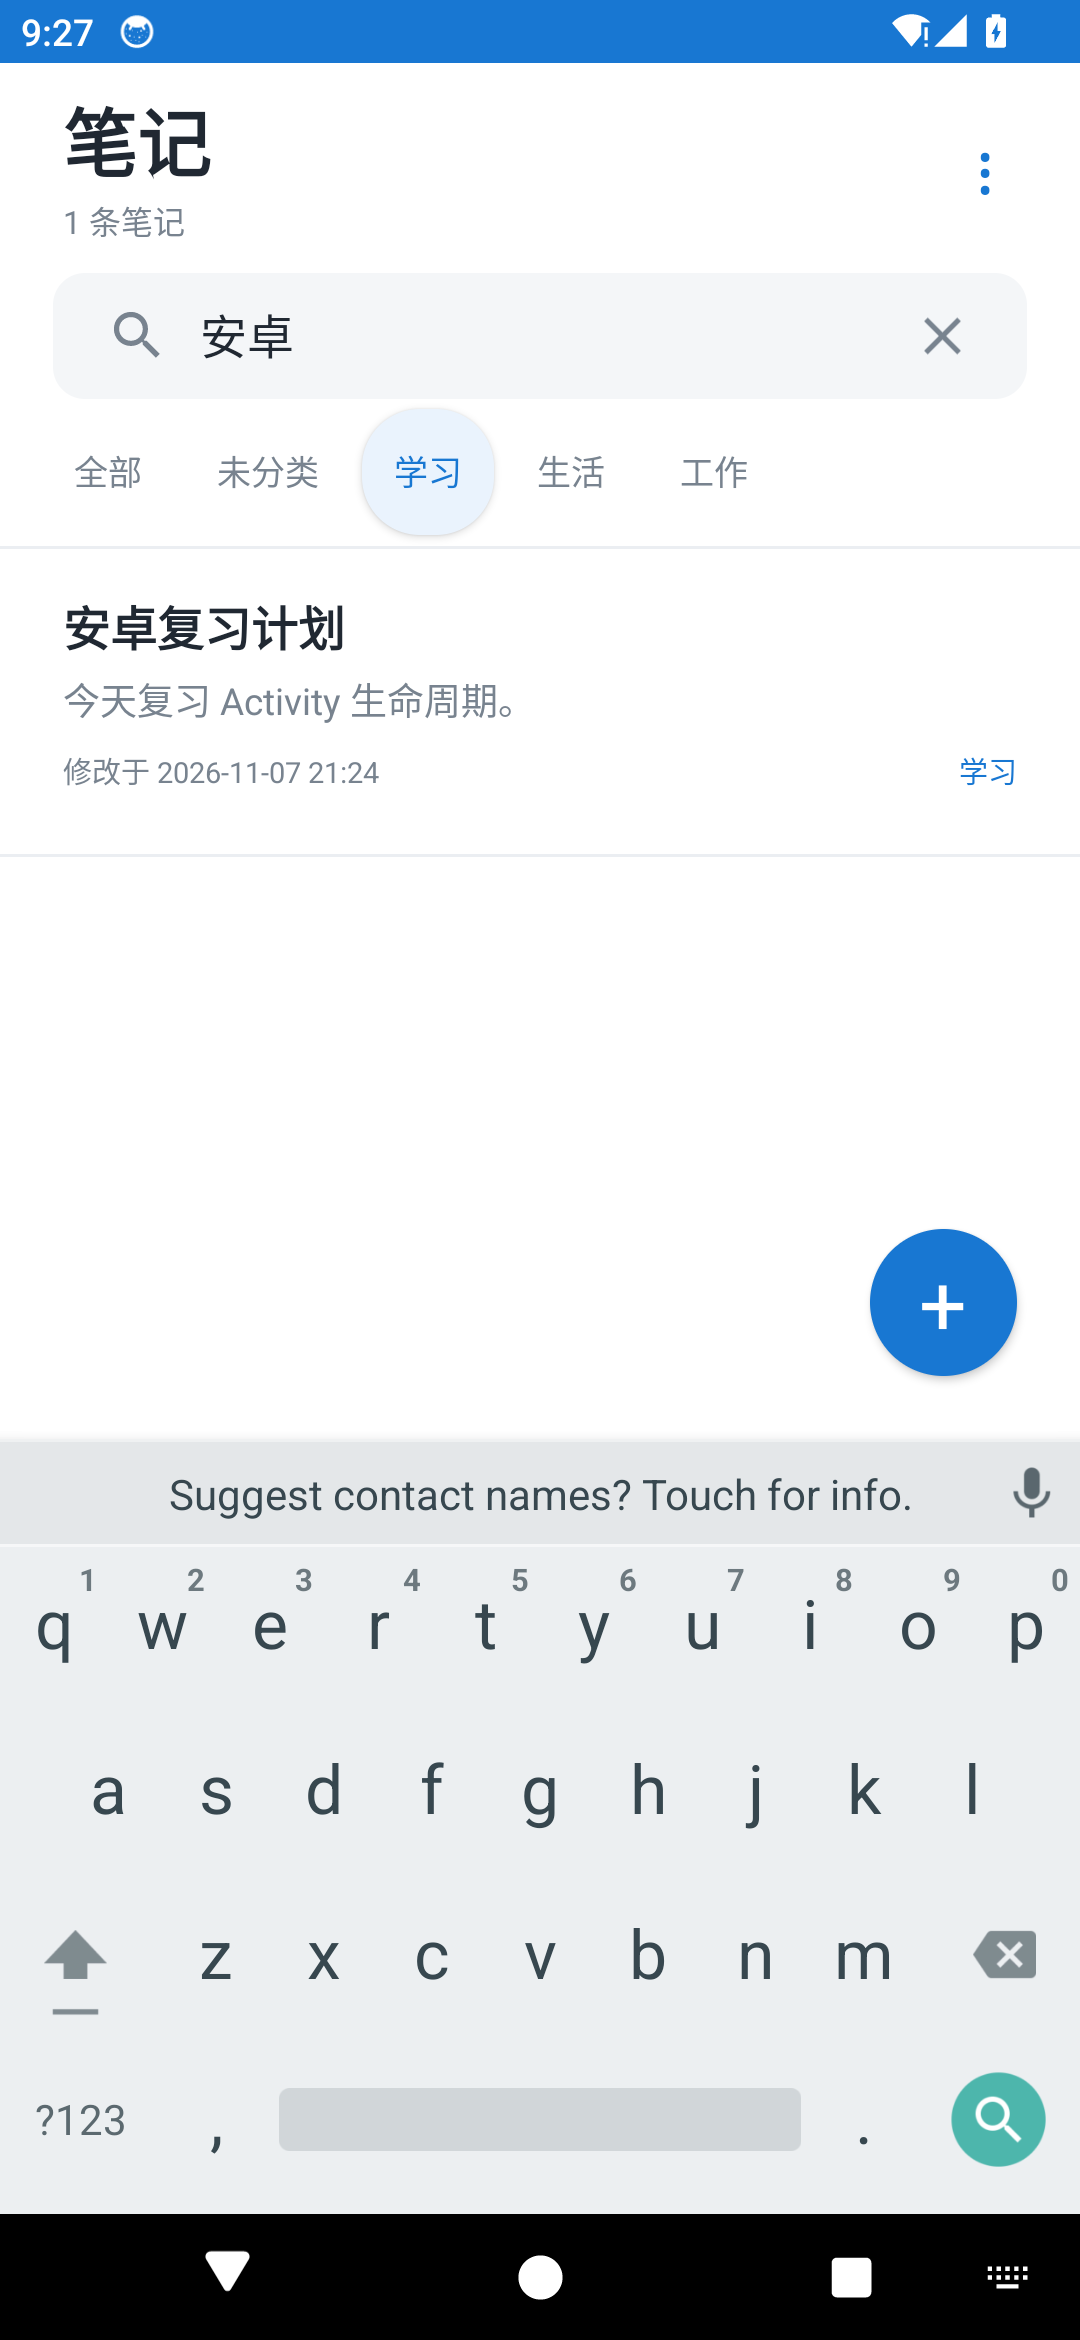 9:27
笔记
1 条笔记
安卓
全部 未分类 学习 生活 工作
安卓复习计划
今天复习 Activity 生命周期。
修改于 2026-11-07 21:24 学习
+
Suggest contact names? Touch for info.
1 2 3 4 5 6 7 8 9 0
q w e r t y u i o p
a s d f g h j k l
z x c v b n m
?123 , .